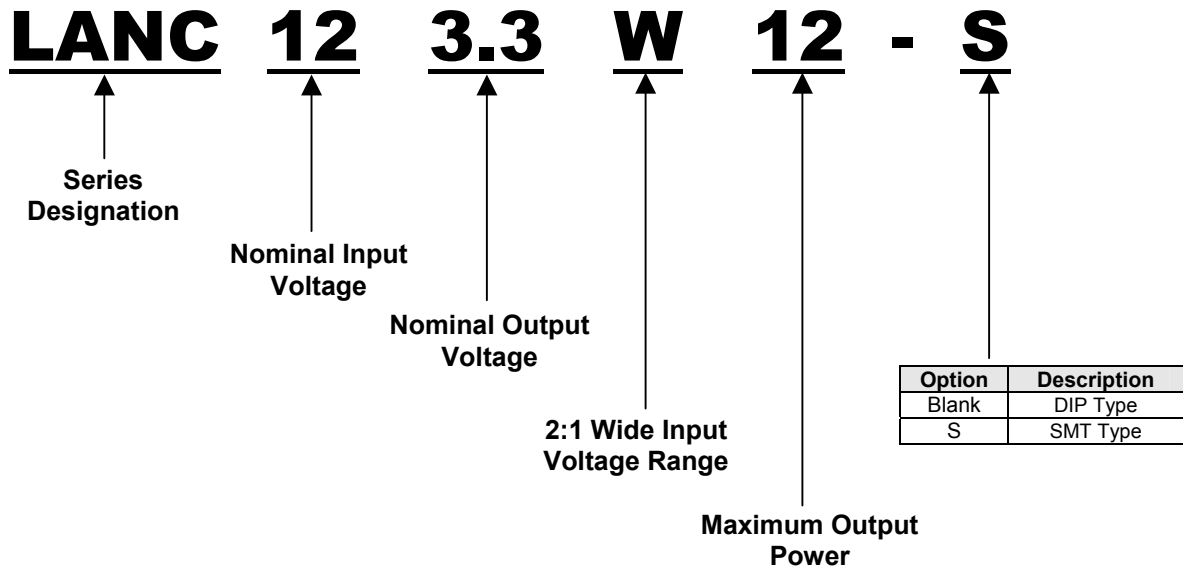 LANC 12 3.3 W 12 - S
Series
Designation
Nominal Input
Voltage
Nominal Output
Voltage
2:1 Wide Input
Voltage Range
Maximum Output
Power
Option Description
Blank DIP Type
S SMT Type